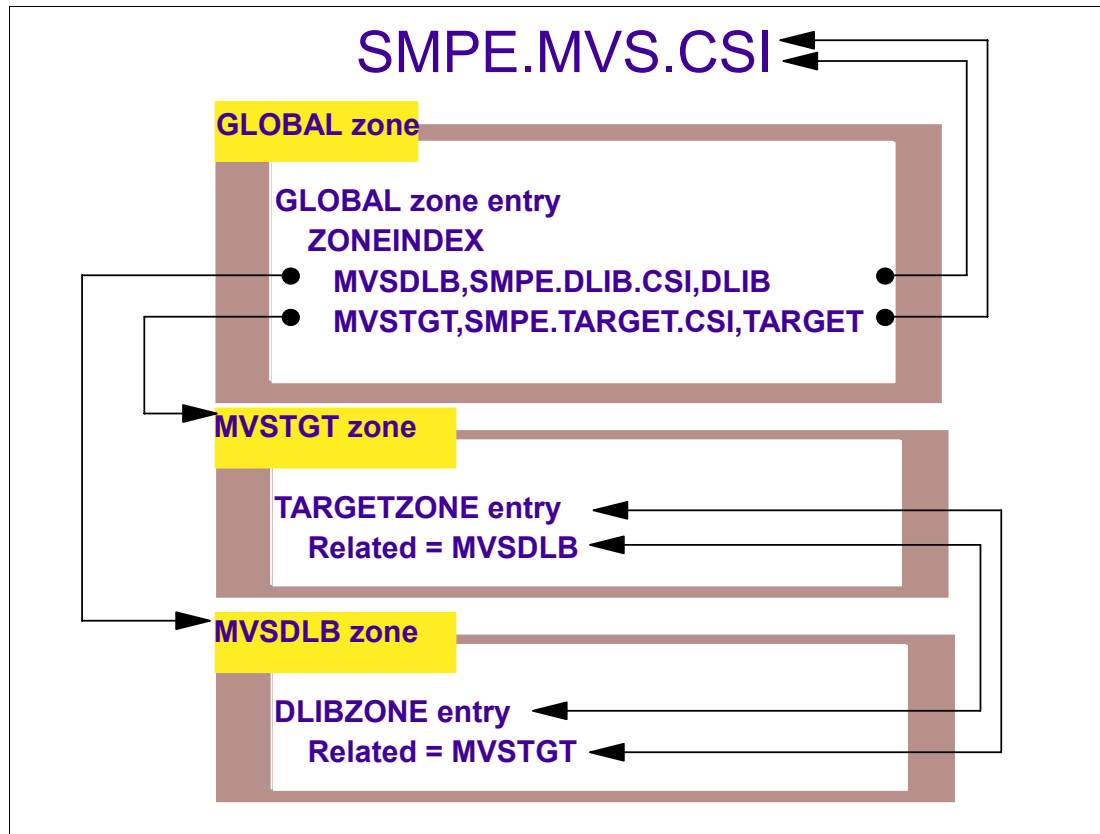 SMPE.MVS.CSI
GLOBAL zone
GLOBAL zone entry
ZONEINDEX
MVSDLB,SMPE.DLIB.CSI,DLIB
MVSTGT,SMPE.TARGET.CSI,TARGET
MVSTGT zone
TARGETZONE entry
Related = MVSDLB
MVSDLB zone
DLIBZONE entry
Related = MVSTGT